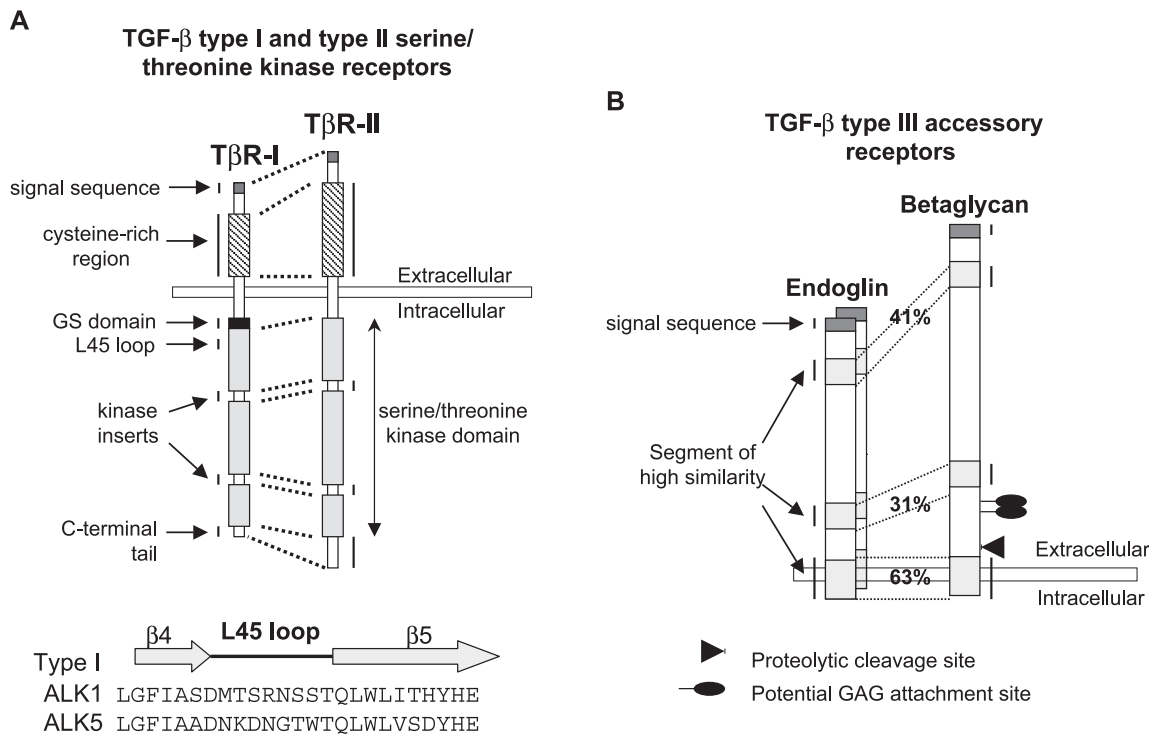 A
TGF-β type I and type II serine/
threonine kinase receptors
TβR-I
TβR-II
signal sequence
cysteine-rich
region
Extracellular
Intracellular
GS domain
L45 loop
kinase
inserts
serine/threonine
kinase domain
C-terminal
tail
β4
L45 loop
β5
Type I
ALK1 LGFIASDMTSRNSSTQLWLITHYHE
ALK5 LGFIAADNKDNGTWTQLWLVSDYHE
B
TGF-β type III accessory
receptors
Betaglycan
Endoglin
signal sequence
41%
Segment of
high similarity
31%
Extracellular
63%
Intracellular
Proteolytic cleavage site
Potential GAG attachment site